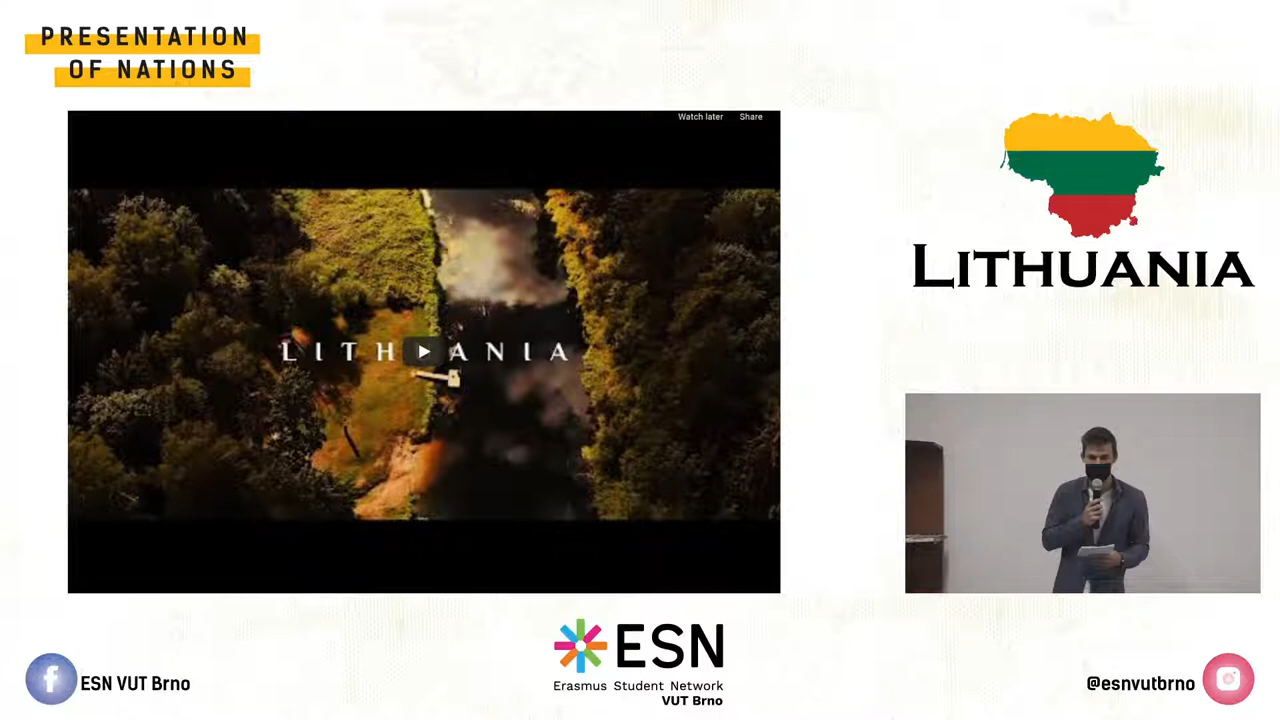 PRESENTATION
OF NATIONS
Watch later Share
LITH ANIA
LITHUANIA
ESN
Erasmus Student Network
VUT Brno
ESN VUT Brno
@esnvutbrno